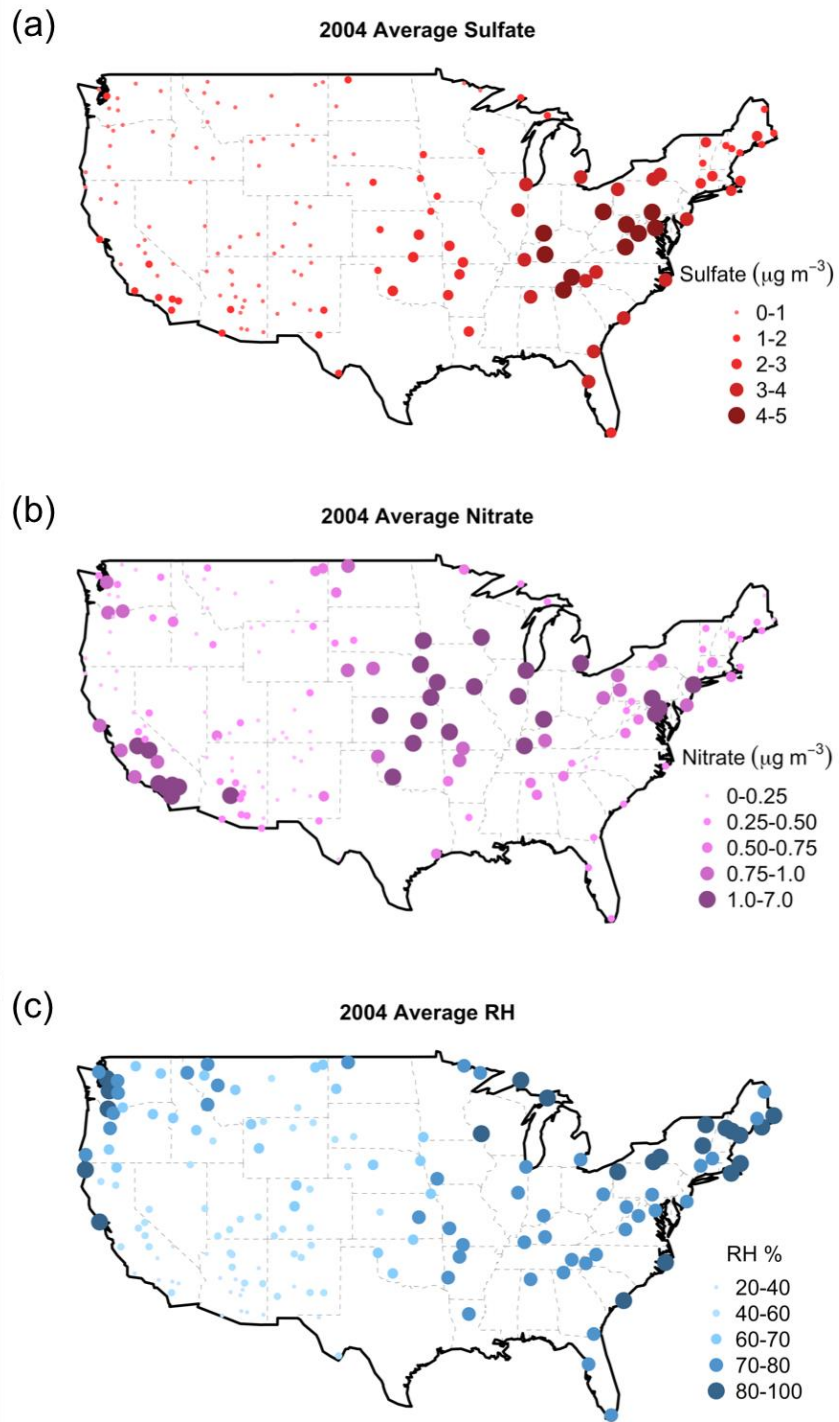 (a)
2004 Average Sulfate
Sulfate (μg m⁻³)
0-1
1-2
2-3
3-4
4-5
(b)
2004 Average Nitrate
Nitrate (μg m⁻³)
0-0.25
0.25-0.50
0.50-0.75
0.75-1.0
1.0-7.0
(c)
2004 Average RH
RH %
20-40
40-60
60-70
70-80
80-100